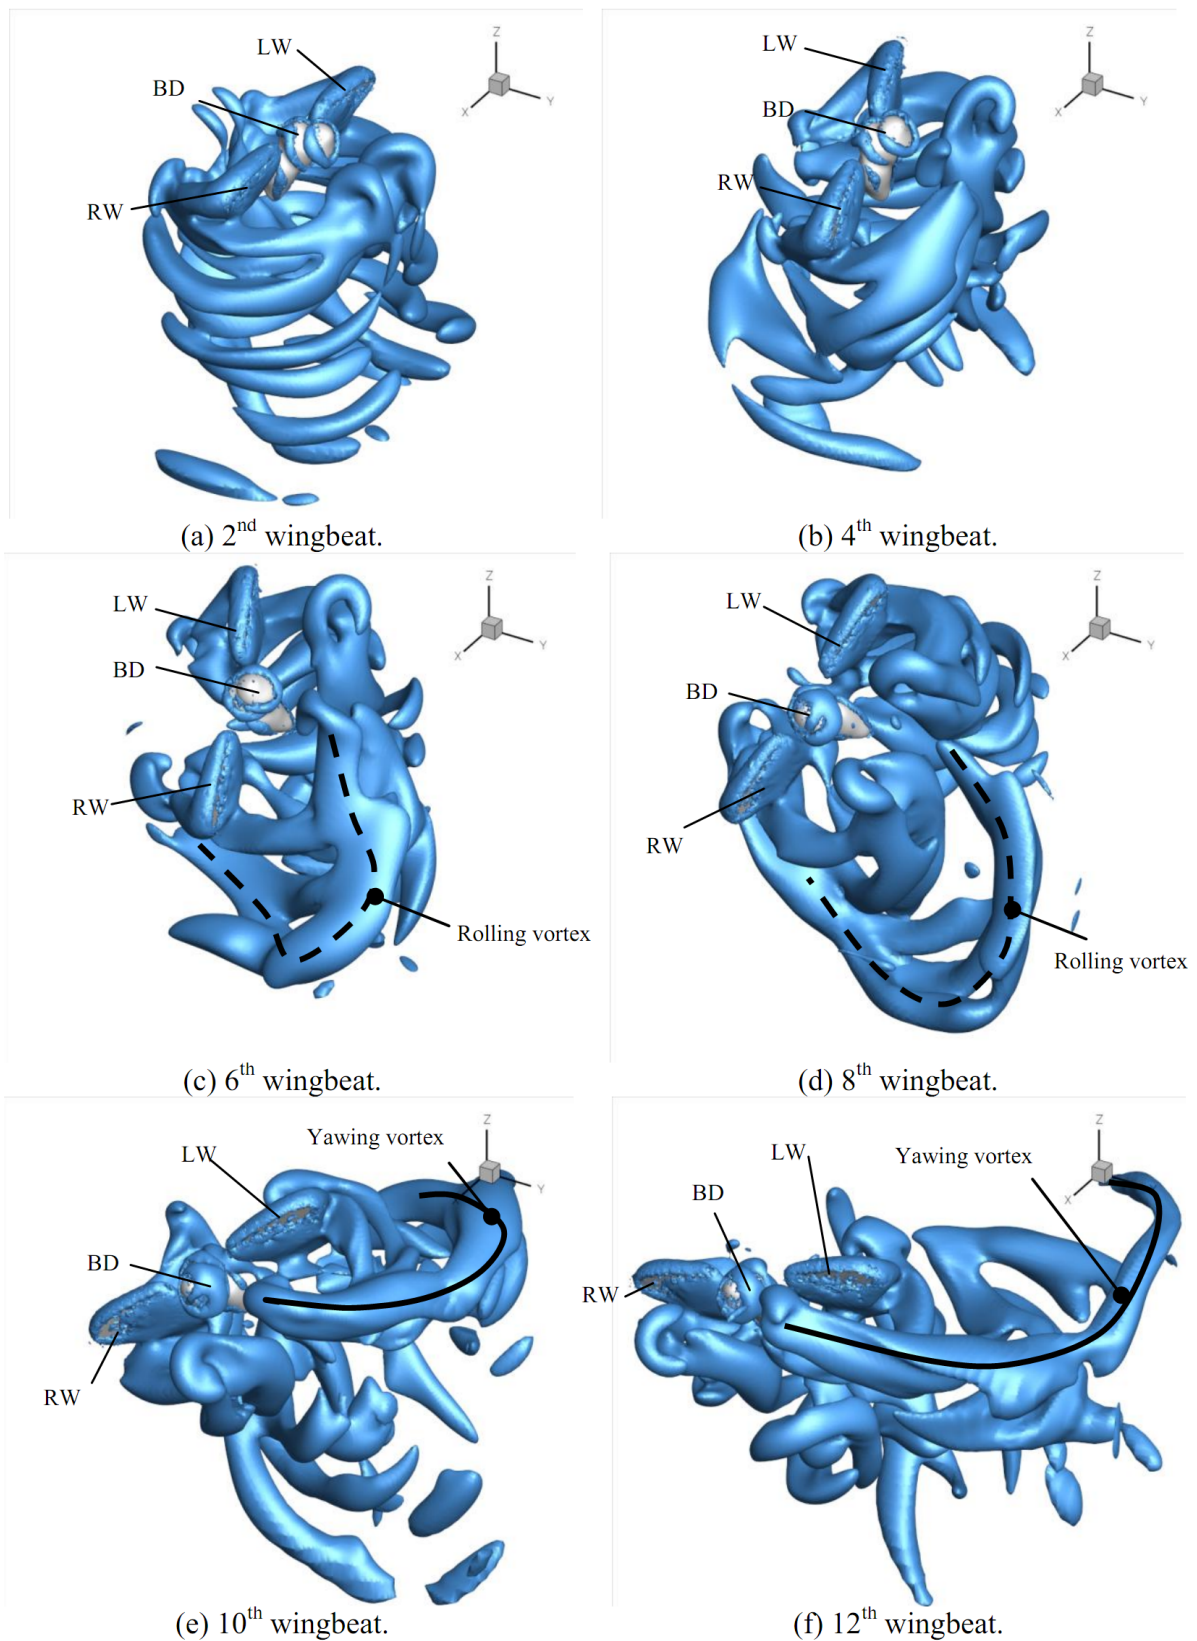 LW
Z
BD
X
Y
RW
(a) 2nd wingbeat.
LW
Z
BD
X
Y
RW
(b) 4th wingbeat.
LW
Z
BD
X
Y
RW
Rolling vortex
(c) 6th wingbeat.
LW
Z
BD
X
Y
RW
Rolling vortex
(d) 8th wingbeat.
Z
Yawing vortex
LW
Y
BD
RW
(e) 10th wingbeat.
Z
LW
Yawing vortex
BD
X
RW
(f) 12th wingbeat.